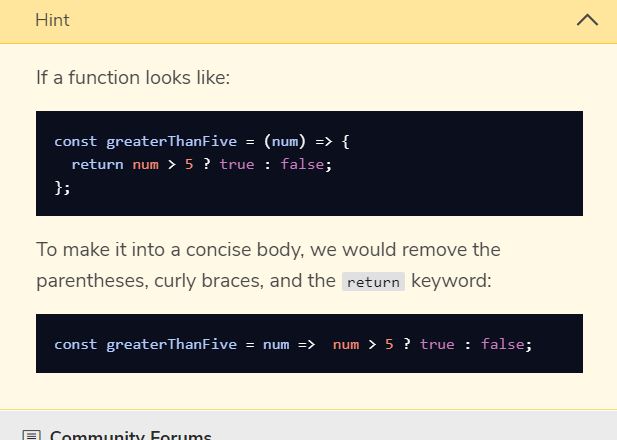 Hint
If a function looks like:
const greaterThanFive = (num) => {
  return num > 5 ? true : false;
};
To make it into a concise body, we would remove the
parentheses, curly braces, and the return keyword:
const greaterThanFive = num =>  num > 5 ? true : false;
Community Forums